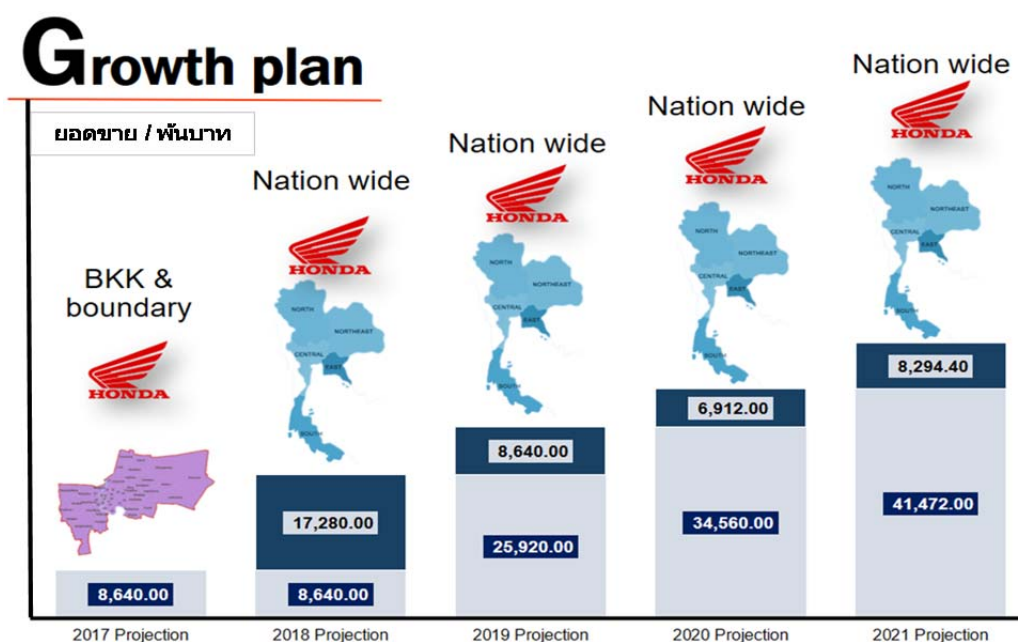 Growth plan
ยอดขาย / พันบาท
BKK &
boundary
HONDA
8,640.00
2017 Projection
Nation wide
HONDA
NORTH
NORTHEAST
CENTRAL
EAST
SOUTH
17,280.00
8,640.00
2018 Projection
Nation wide
HONDA
NORTH
NORTHEAST
CENTRAL
EAST
SOUTH
8,640.00
25,920.00
2019 Projection
Nation wide
HONDA
NORTH
NORTHEAST
CENTRAL
EAST
SOUTH
6,912.00
34,560.00
2020 Projection
Nation wide
HONDA
NORTH
NORTHEAST
CENTRAL
EAST
SOUTH
8,294.40
41,472.00
2021 Projection